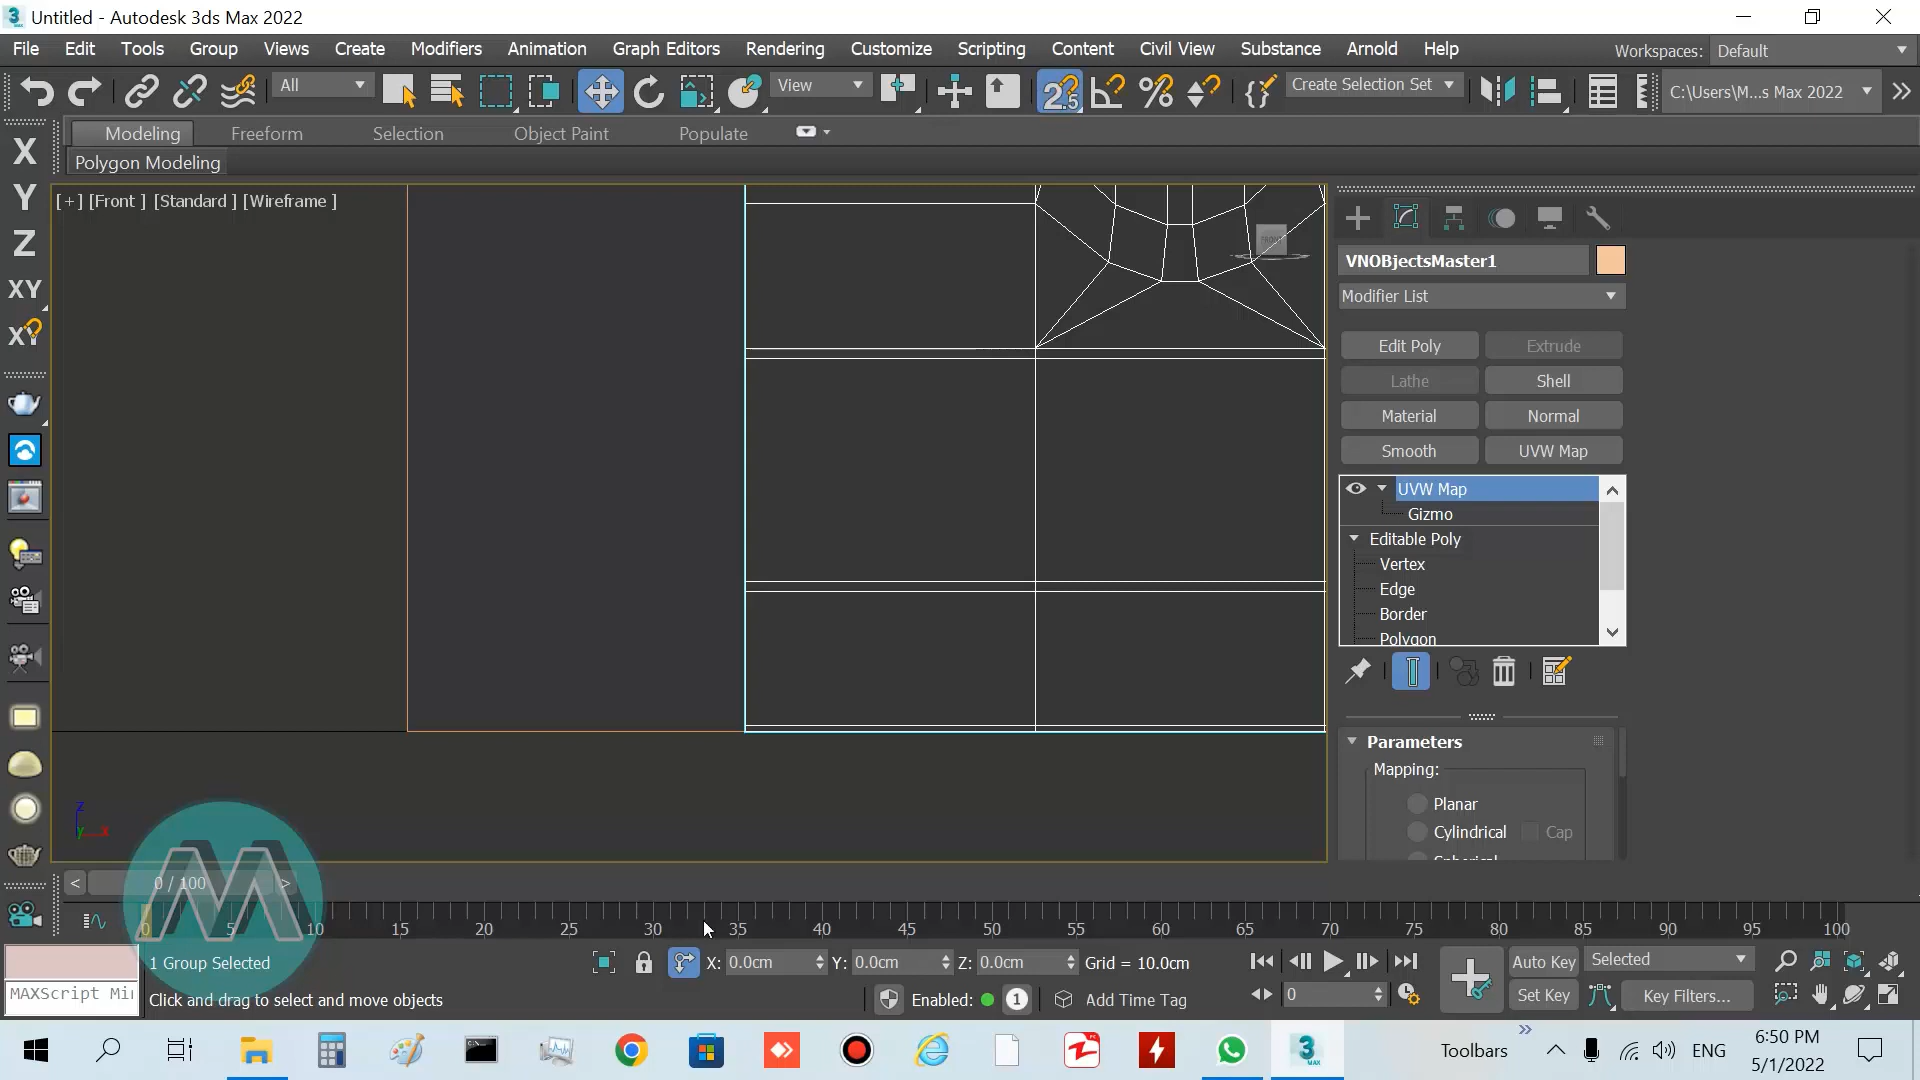 Untitled - Autodesk 3ds Max 2022
File Edit Tools Group Views Create Modifiers Animation Graph Editors Rendering Customize Scripting Content Civil View Substance Arnold Help
Workspaces: Default
All View 2.5 Create Selection Set C:\Users\M...s Max 2022
Modeling Freeform Selection Object Paint Populate
Polygon Modeling
X
Y
Z
XY
XY
[+] [Front ] [Standard ] [Wireframe ]
VNOBjectsMaster1
Modifier List
Edit Poly Extrude
Lathe Shell
Material Normal
Smooth UVW Map
UVW Map
Gizmo
Editable Poly
Vertex
Edge
Border
Polygon
Parameters
Mapping:
Planar
Cylindrical Cap
z
y x
< 0 / 100 >
0 5 10 15 20 25 30 35 40 45 50 55 60 65 70 75 80 85 90 95 100
1 Group Selected
X: 0.0cm Y: 0.0cm Z: 0.0cm Grid = 10.0cm
Auto Key Selected
MAXScript Mi
Click and drag to select and move objects
Enabled: 1 Add Time Tag
0
Set Key Key Filters...
Toolbars
ENG
6:50 PM
5/1/2022